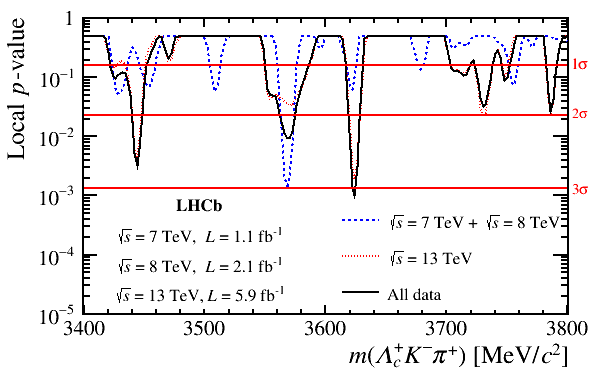 Local p-value
1
10⁻¹
10⁻²
10⁻³
10⁻⁴
10⁻⁵
1σ
2σ
3σ
LHCb
√s = 7 TeV, L = 1.1 fb⁻¹
√s = 8 TeV, L = 2.1 fb⁻¹
√s = 13 TeV, L = 5.9 fb⁻¹
√s = 7 TeV + √s = 8 TeV
√s = 13 TeV
All data
3400 3500 3600 3700 3800
m(Λc⁺K⁻π⁺) [MeV/c²]